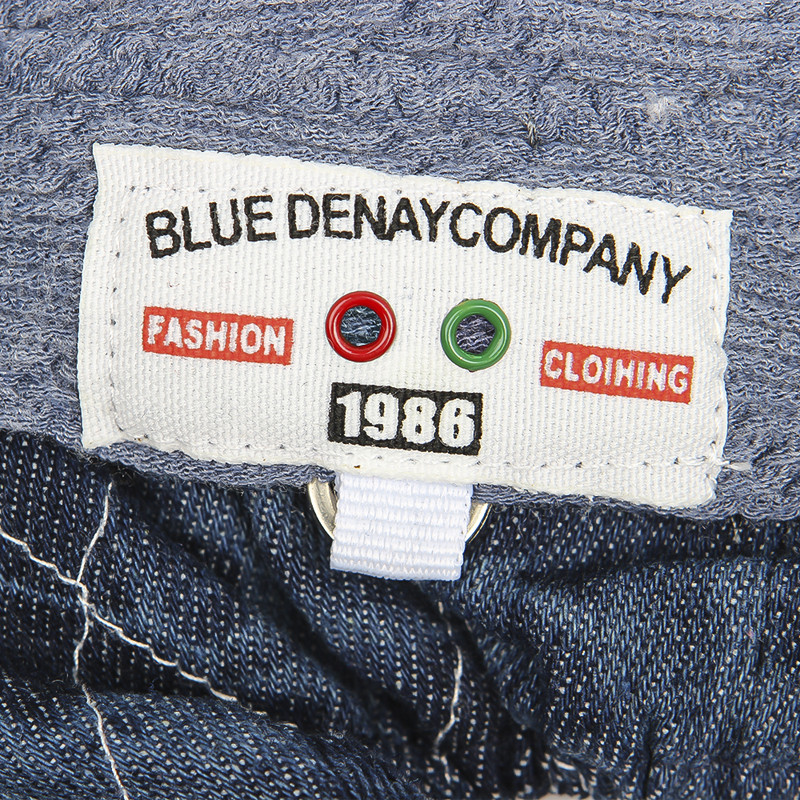 BLUE DENAYCOMPANY
FASHION
CLOIHING
1986